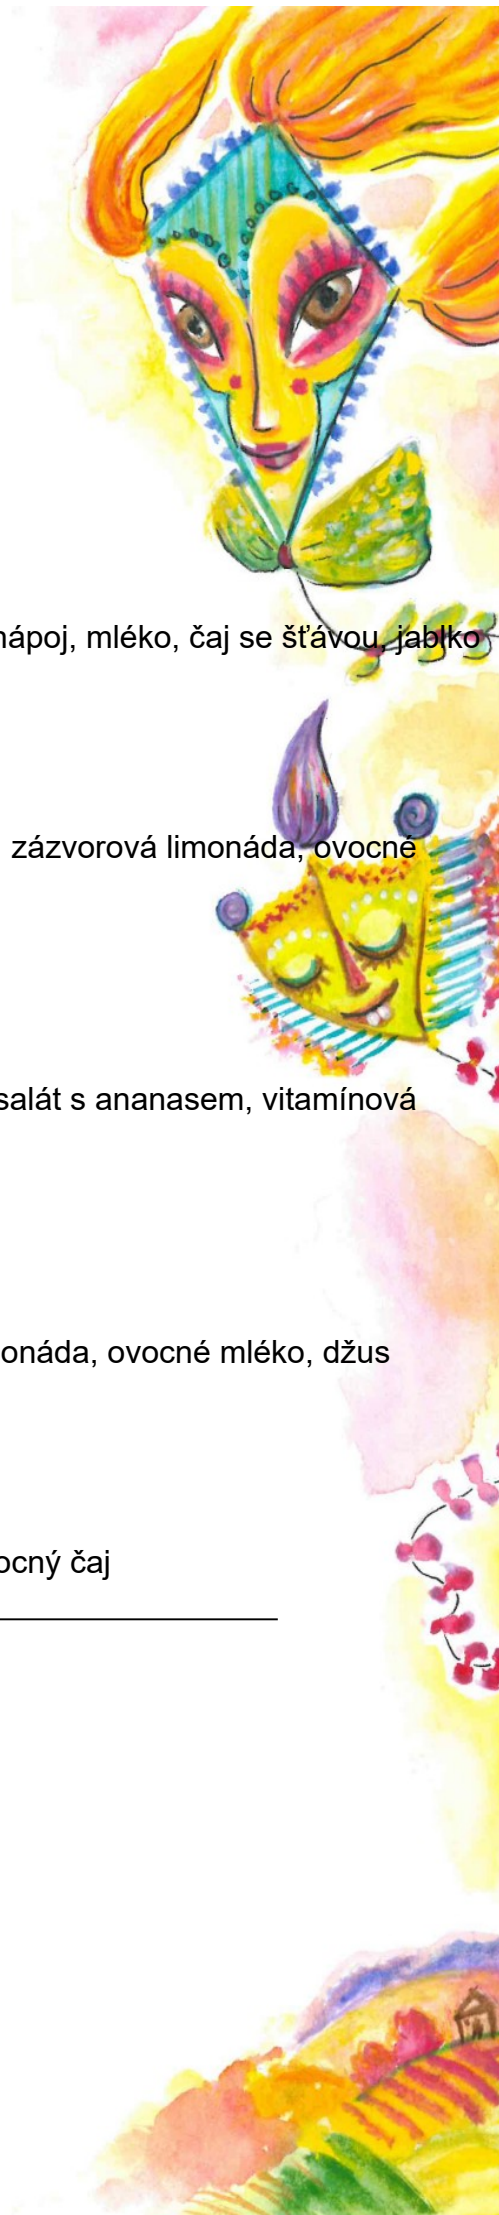 nápoj, mléko, čaj se šťávou, jablko
zázvorová limonáda, ovocné
salát s ananasem, vitamínová
onáda, ovocné mléko, džus
ocný čaj